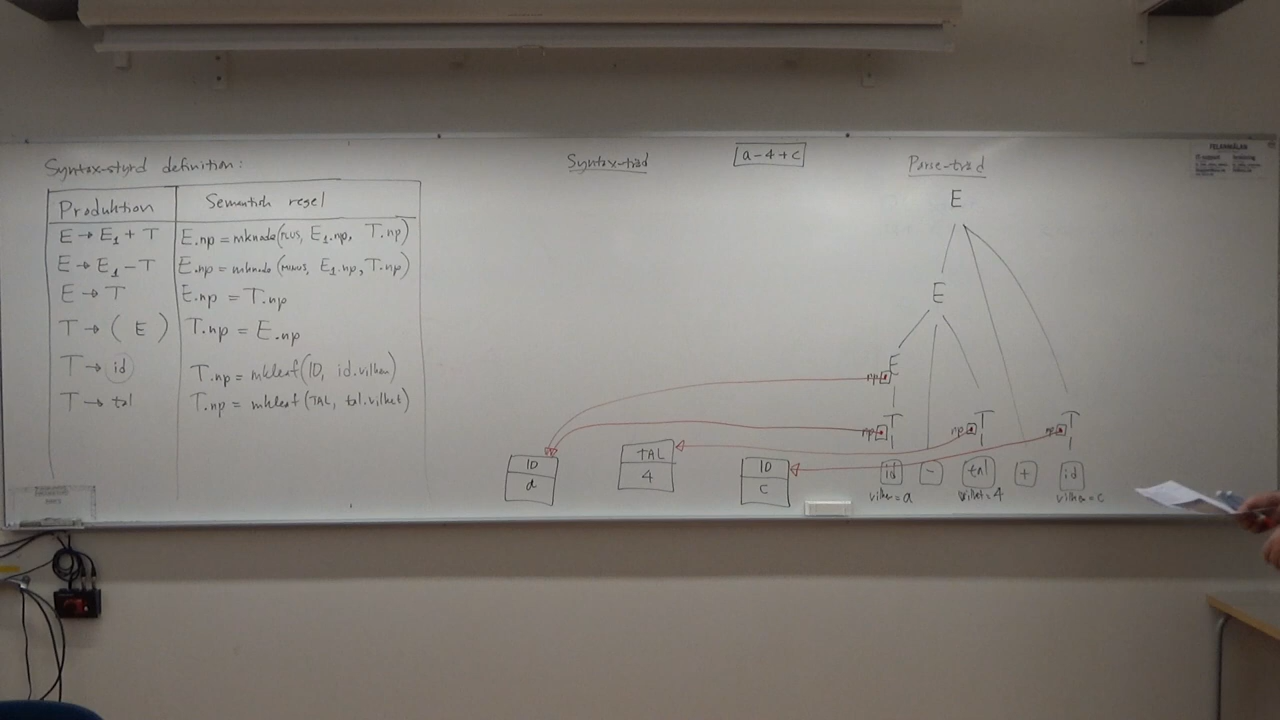 Syntax-styrd definition:
Produktion
Semantisk regel
E → E₁ + T
E.np = mknode(PLUS, E₁.np, T.np)
E → E₁ - T
E.np = mknode(MINUS, E₁.np, T.np)
E → T
E.np = T.np
T → ( E )
T.np = E.np
T → id
T.np = mkleaf(ID, id.vilken)
T → tal
T.np = mkleaf(TAL, tal.vilket)
Syntax-träd
a-4+c
Parse-träd
E
E
E
np
T
np
T
np
T
np
ID
a
TAL
4
ID
c
id
-
tal
+
id
vilken=a
vilket=4
vilken=c
FELANMÄLAN